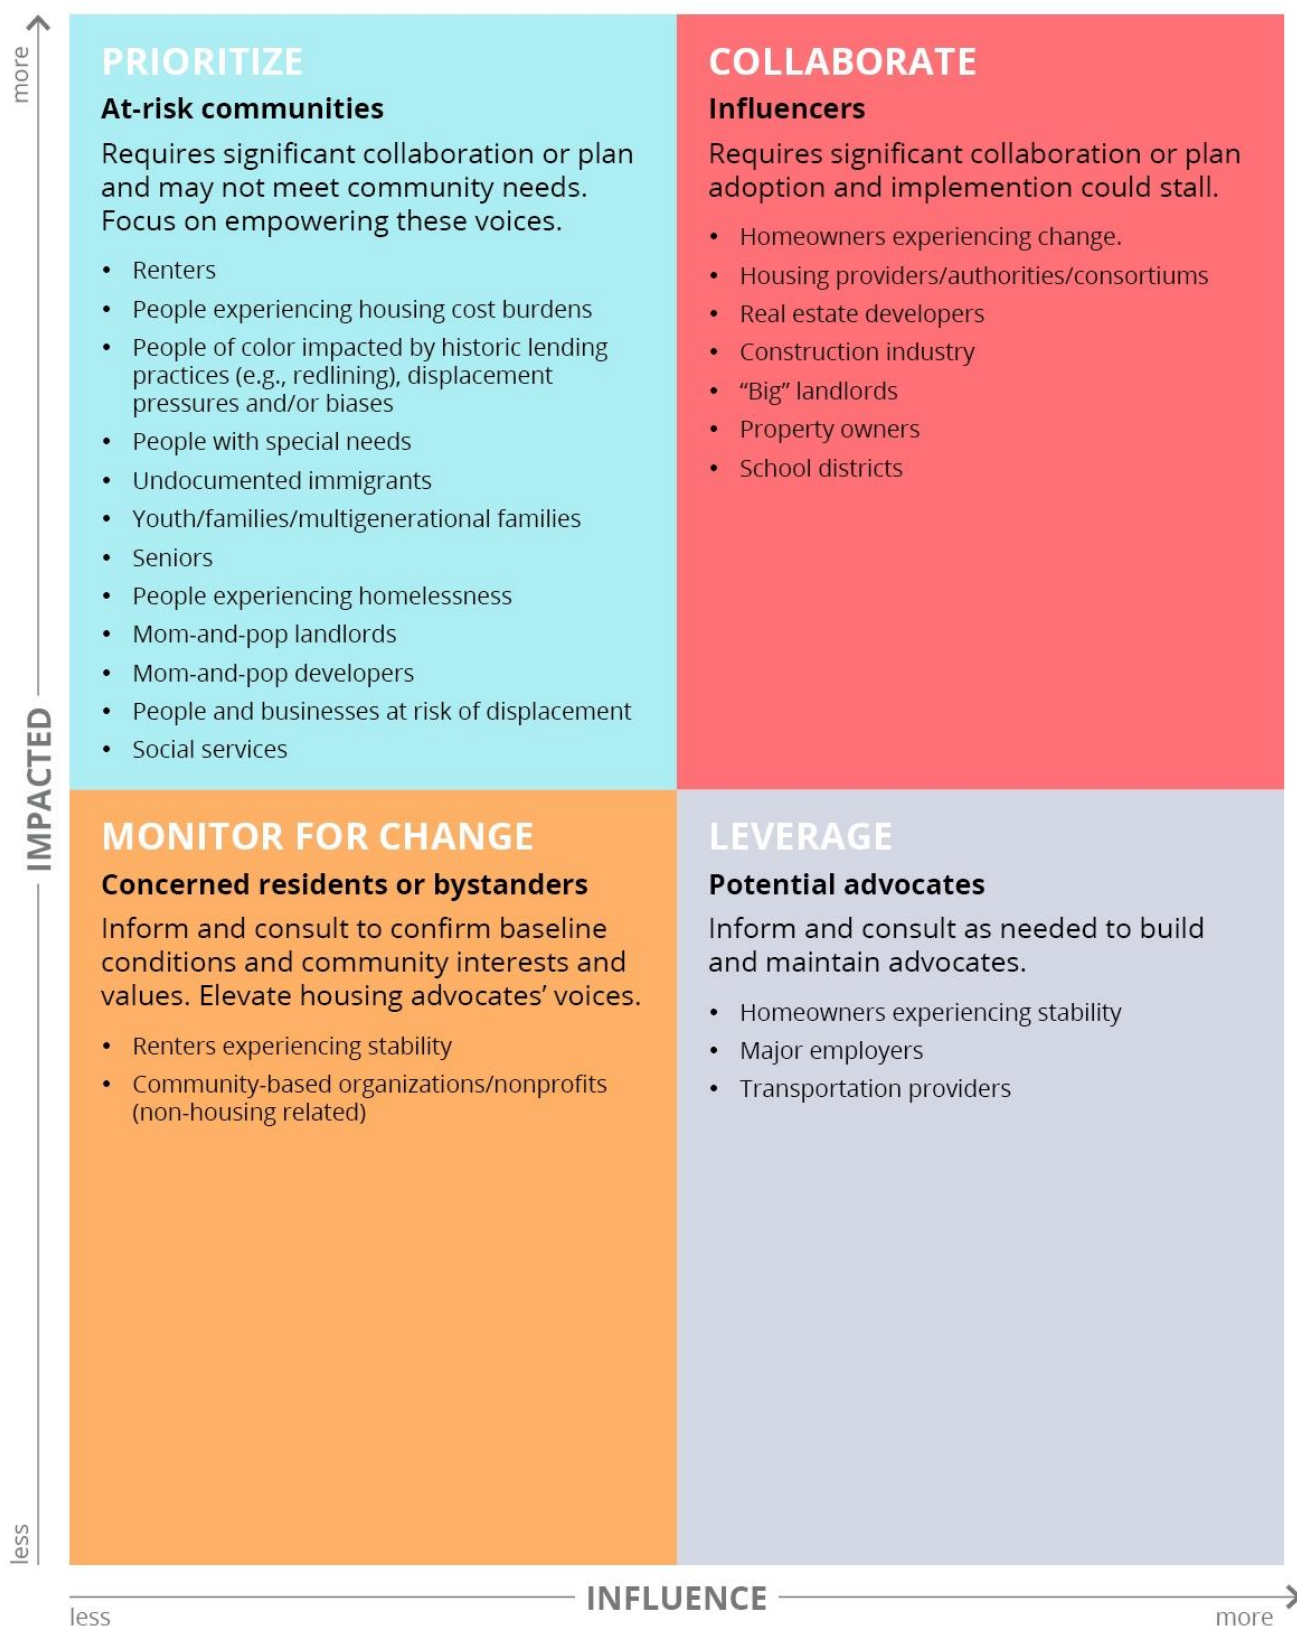 more
PRIORITIZE
At-risk communities
Requires significant collaboration or plan
and may not meet community needs.
Focus on empowering these voices.
• Renters
• People experiencing housing cost burdens
• People of color impacted by historic lending
practices (e.g., redlining), displacement
pressures and/or biases
• People with special needs
• Undocumented immigrants
• Youth/families/multigenerational families
• Seniors
• People experiencing homelessness
• Mom-and-pop landlords
• Mom-and-pop developers
• People and businesses at risk of displacement
• Social services
COLLABORATE
Influencers
Requires significant collaboration or plan
adoption and implemention could stall.
• Homeowners experiencing change.
• Housing providers/authorities/consortiums
• Real estate developers
• Construction industry
• “Big” landlords
• Property owners
• School districts
IMPACTED
MONITOR FOR CHANGE
Concerned residents or bystanders
Inform and consult to confirm baseline
conditions and community interests and
values. Elevate housing advocates’ voices.
• Renters experiencing stability
• Community-based organizations/nonprofits
(non-housing related)
LEVERAGE
Potential advocates
Inform and consult as needed to build
and maintain advocates.
• Homeowners experiencing stability
• Major employers
• Transportation providers
less
INFLUENCE
less
more